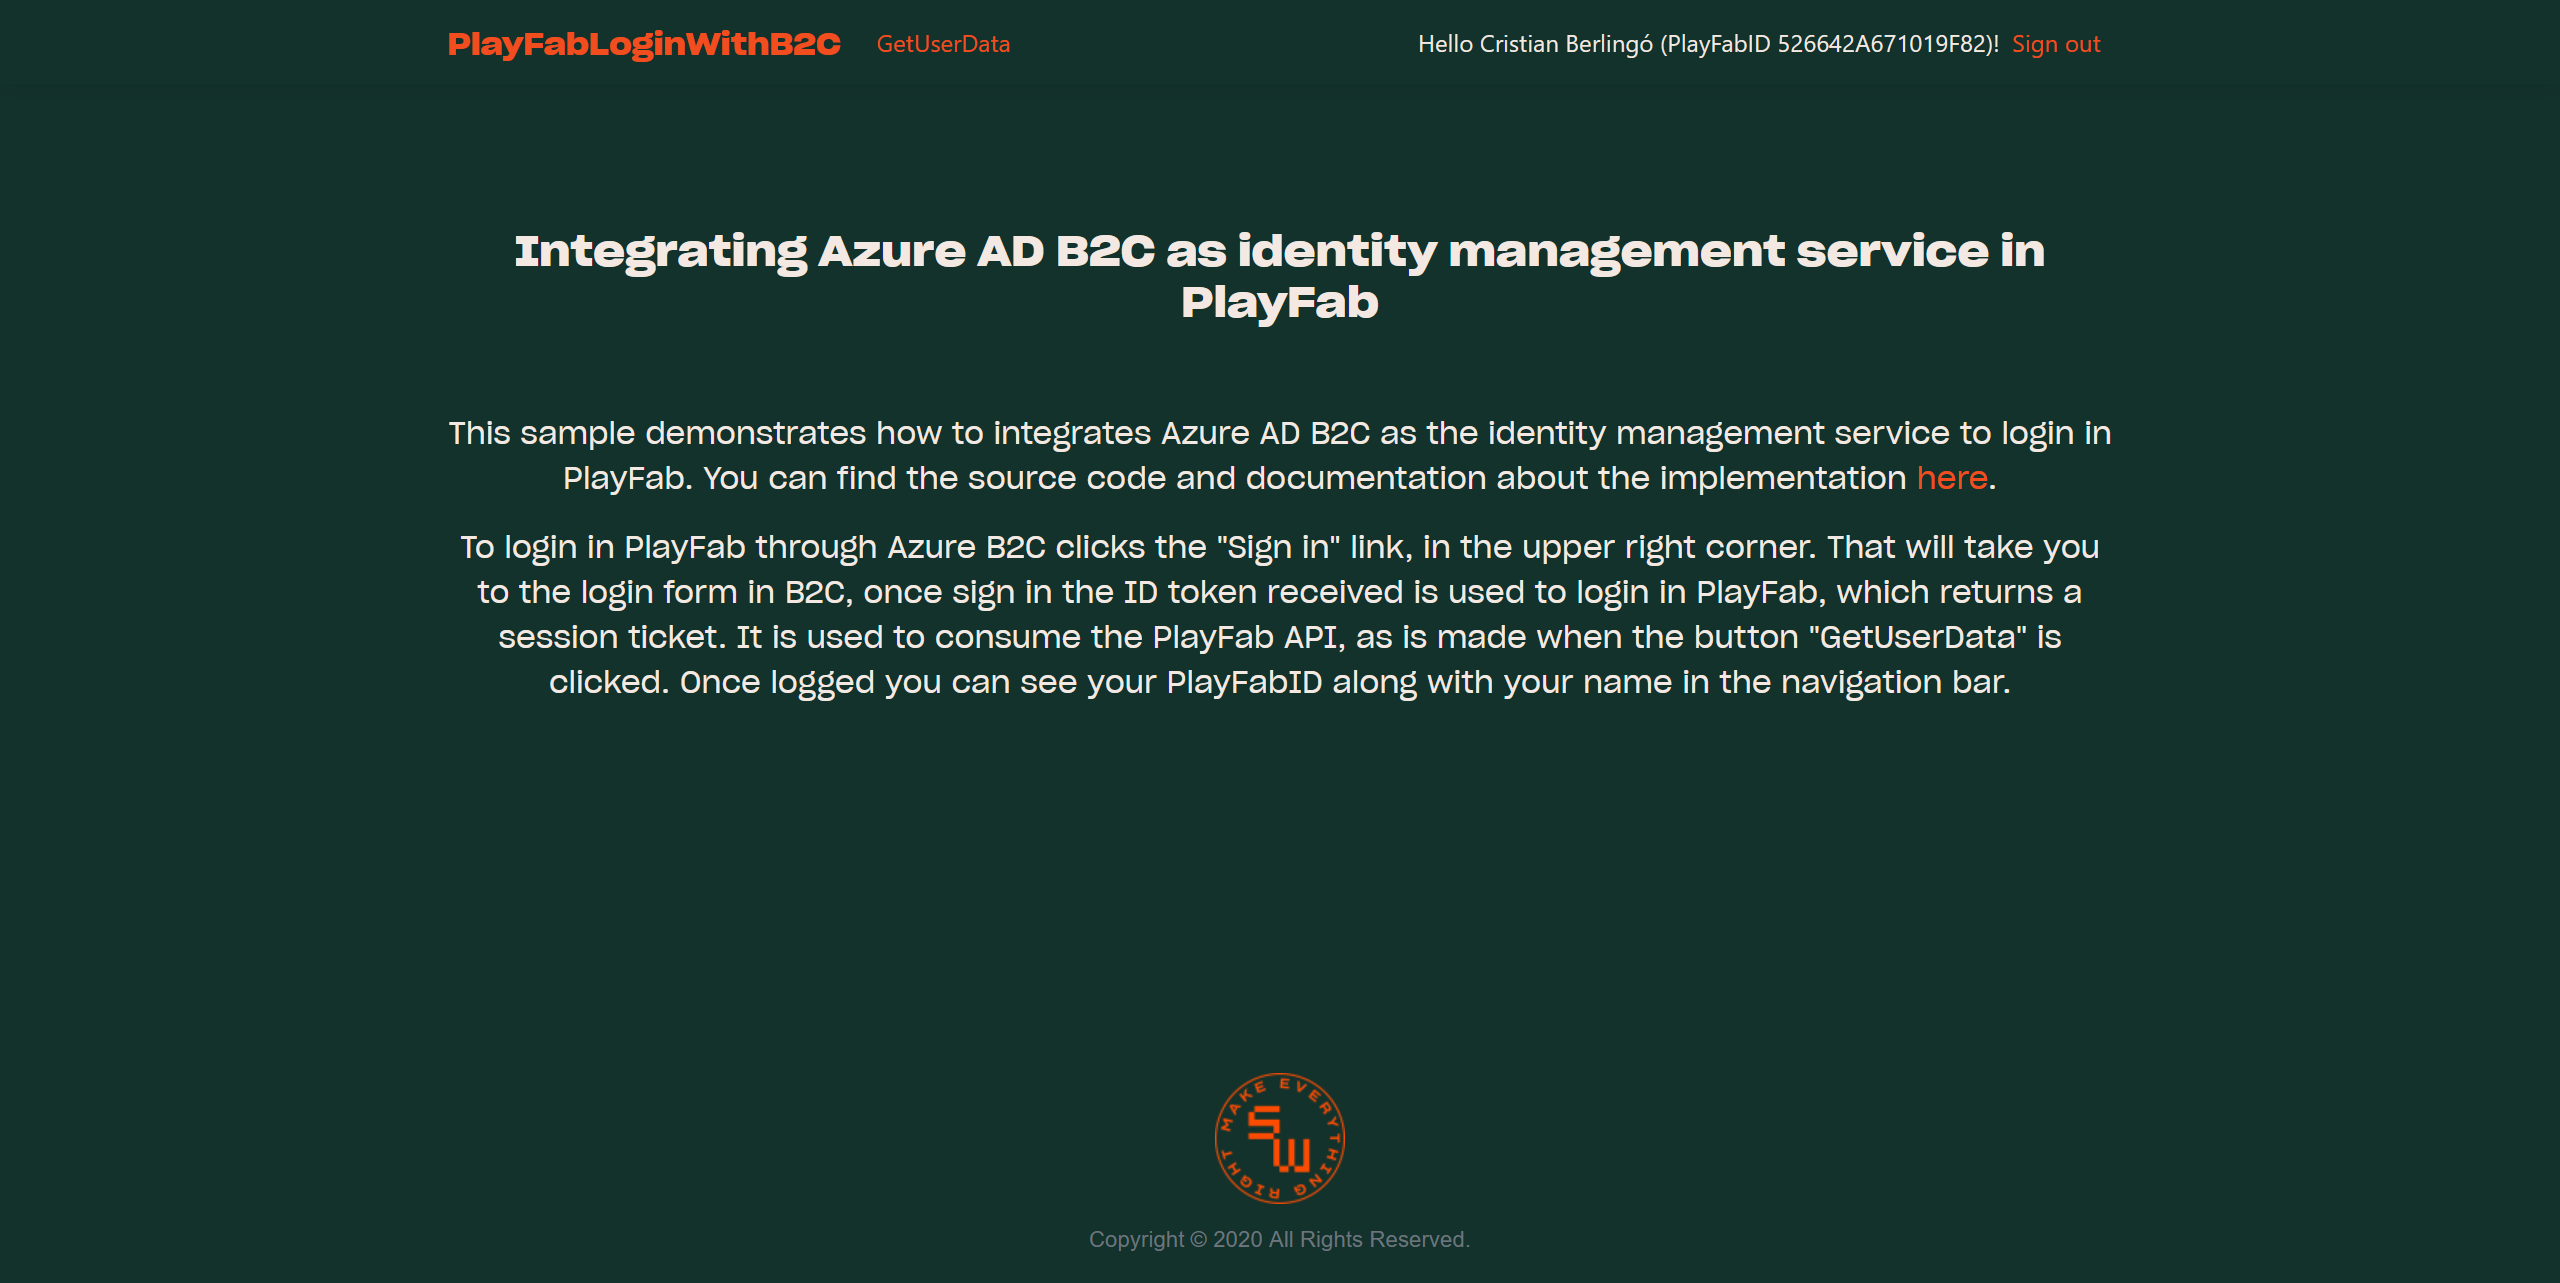 PlayFabLoginWithB2C GetUserData Hello Cristian Berlingó (PlayFabID 526642A671019F82)! Sign out
Integrating Azure AD B2C as identity management service in
PlayFab
This sample demonstrates how to integrates Azure AD B2C as the identity management service to login in
PlayFab. You can find the source code and documentation about the implementation here.
To login in PlayFab through Azure B2C clicks the "Sign in" link, in the upper right corner. That will take you
to the login form in B2C, once sign in the ID token received is used to login in PlayFab, which returns a
session ticket. It is used to consume the PlayFab API, as is made when the button "GetUserData" is
clicked. Once logged you can see your PlayFabID along with your name in the navigation bar.
MAKE EVERYTHING RIGHT
SW
Copyright © 2020 All Rights Reserved.